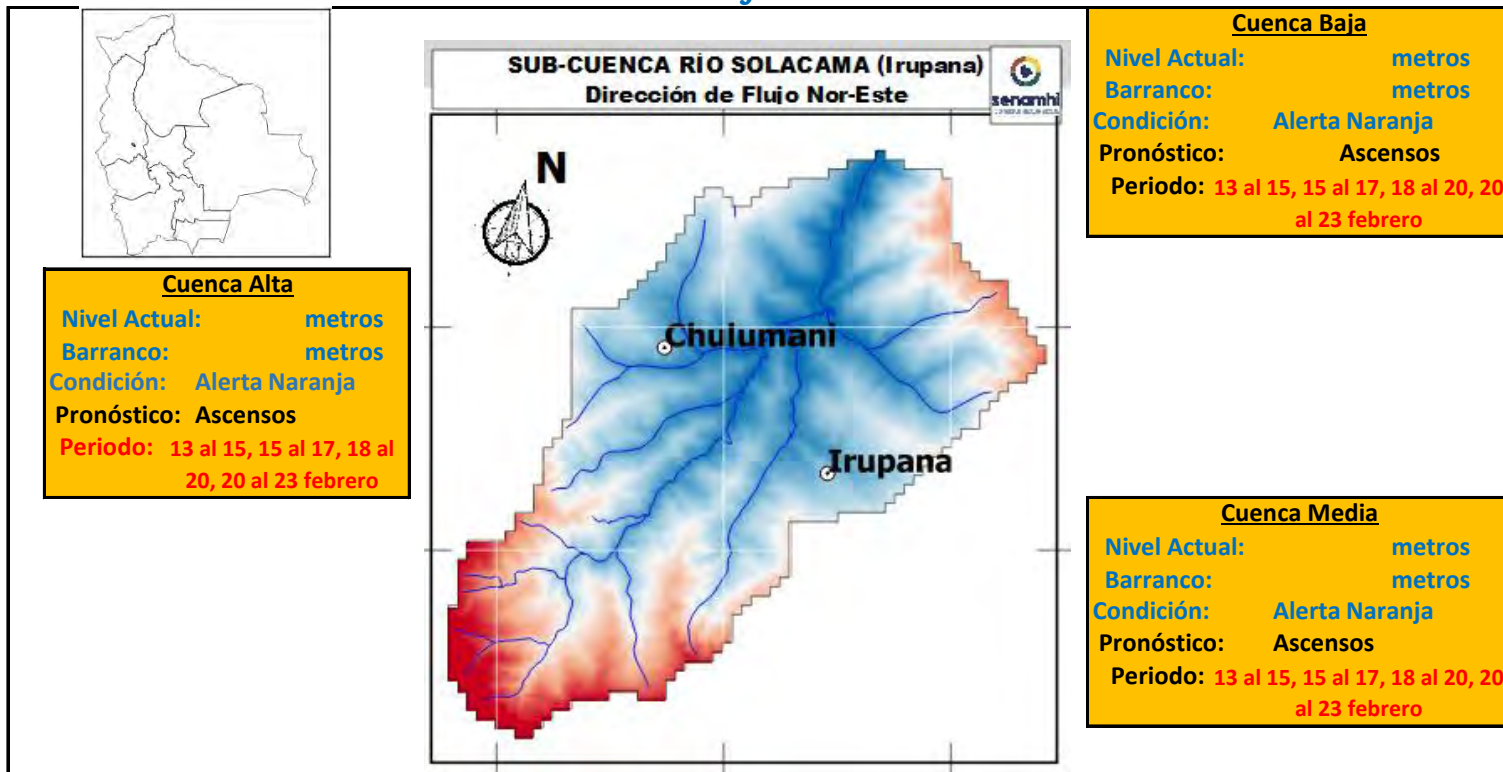 SUB-CUENCA RÍO SOLACAMA (Irupana)
Dirección de Flujo Nor-Este
senamhi
N
Chulumani
Irupana
Cuenca Alta
Nivel Actual: metros
Barranco: metros
Condición: Alerta Naranja
Pronóstico: Ascensos
Periodo: 13 al 15, 15 al 17, 18 al
20, 20 al 23 febrero
Cuenca Baja
Nivel Actual: metros
Barranco: metros
Condición: Alerta Naranja
Pronóstico: Ascensos
Periodo: 13 al 15, 15 al 17, 18 al 20, 20
al 23 febrero
Cuenca Media
Nivel Actual: metros
Barranco: metros
Condición: Alerta Naranja
Pronóstico: Ascensos
Periodo: 13 al 15, 15 al 17, 18 al 20, 20
al 23 febrero